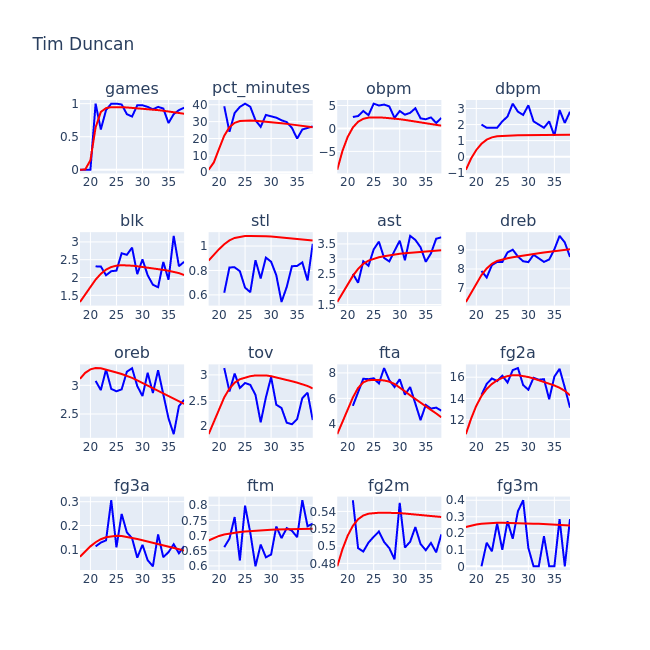 Tim Duncan
games pct_minutes obpm dbpm
1 0.5 0 20 25 30 35
40 30 20 10 0 20 25 30 35
5 0 −5 20 25 30 35
3 2 1 0 −1 20 25 30 35
blk stl ast dreb
3 2.5 2 1.5 20 25 30 35
1 0.8 0.6 20 25 30 35
3.5 3 2.5 2 1.5 20 25 30 35
9 8 7 20 25 30 35
oreb tov fta fg2a
3 2.5 20 25 30 35
3 2.5 2 20 25 30 35
8 6 4 20 25 30 35
16 14 12 20 25 30 35
fg3a ftm fg2m fg3m
0.3 0.2 0.1 20 25 30 35
0.8 0.75 0.7 0.65 0.6 20 25 30 35
0.54 0.52 0.5 0.48 20 25 30 35
0.4 0.3 0.2 0.1 0 20 25 30 35